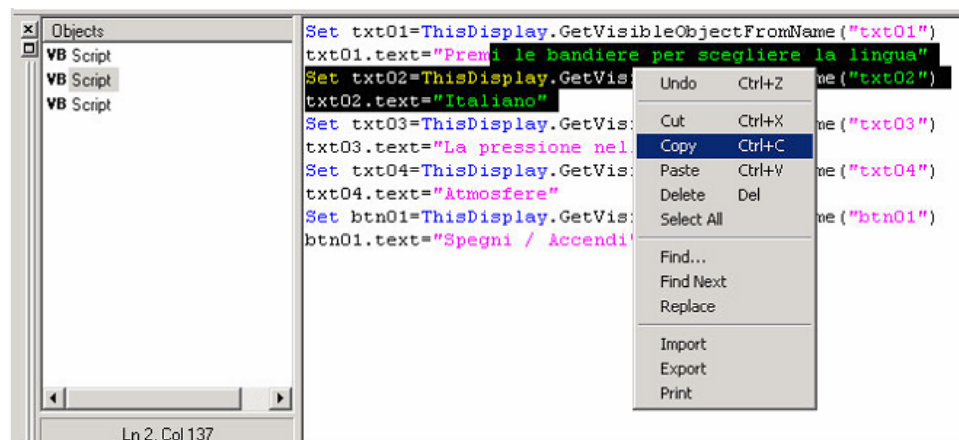 Objects
VB Script
VB Script
VB Script
Ln 2, Col 137
Set txt01=ThisDisplay.GetVisibleObjectFromName("txt01")
txt01.text="Premi le bandiere per scegliere la lingua"
Set txt02=ThisDisplay.GetVis me("txt02")
txt02.text="Italiano"
Set txt03=ThisDisplay.GetVis me("txt03")
txt03.text="La pressione nel
Set txt04=ThisDisplay.GetVis me("txt04")
txt04.text="Atmosfere"
Set btn01=ThisDisplay.GetVis me("btn01")
btn01.text="Spegni / Accendi"
Undo Ctrl+Z
Cut Ctrl+X
Copy Ctrl+C
Paste Ctrl+V
Delete Del
Select All
Find...
Find Next
Replace
Import
Export
Print